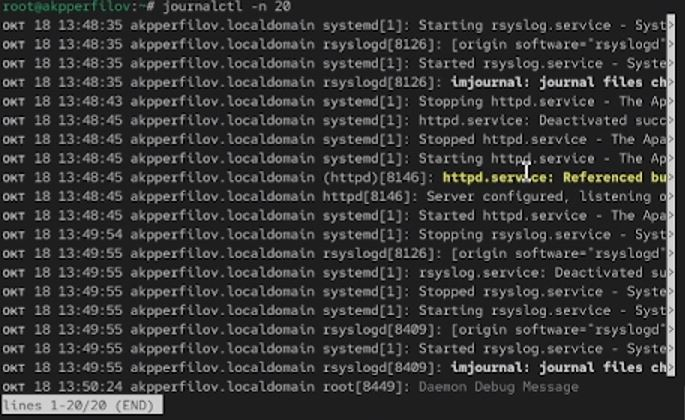 root@akpperfilov:~# journalctl -n 20
окт 18 13:48:35 akpperfilov.localdomain systemd[1]: Starting rsyslog.service - Syst>
окт 18 13:48:35 akpperfilov.localdomain rsyslogd[8126]: [origin software="rsyslogd">
окт 18 13:48:35 akpperfilov.localdomain systemd[1]: Started rsyslog.service - Syste>
окт 18 13:48:35 akpperfilov.localdomain rsyslogd[8126]: imjournal: journal files ch>
окт 18 13:48:43 akpperfilov.localdomain systemd[1]: Stopping httpd.service - The Ap>
окт 18 13:48:45 akpperfilov.localdomain systemd[1]: httpd.service: Deactivated succ>
окт 18 13:48:45 akpperfilov.localdomain systemd[1]: Stopped httpd.service - The Apa>
окт 18 13:48:45 akpperfilov.localdomain systemd[1]: Starting httpd.service - The Ap>
окт 18 13:48:45 akpperfilov.localdomain (httpd)[8146]: httpd.service: Referenced bu>
окт 18 13:48:45 akpperfilov.localdomain httpd[8146]: Server configured, listening o>
окт 18 13:48:45 akpperfilov.localdomain systemd[1]: Started httpd.service - The Apa>
окт 18 13:49:54 akpperfilov.localdomain systemd[1]: Stopping rsyslog.service - Syst>
окт 18 13:49:55 akpperfilov.localdomain rsyslogd[8126]: [origin software="rsyslogd">
окт 18 13:49:55 akpperfilov.localdomain systemd[1]: rsyslog.service: Deactivated su>
окт 18 13:49:55 akpperfilov.localdomain systemd[1]: Stopped rsyslog.service - Syste>
окт 18 13:49:55 akpperfilov.localdomain systemd[1]: Starting rsyslog.service - Syst>
окт 18 13:49:55 akpperfilov.localdomain rsyslogd[8409]: [origin software="rsyslogd">
окт 18 13:49:55 akpperfilov.localdomain systemd[1]: Started rsyslog.service - Syste>
окт 18 13:49:55 akpperfilov.localdomain rsyslogd[8409]: imjournal: journal files ch>
окт 18 13:50:24 akpperfilov.localdomain root[8449]: Daemon Debug Message
lines 1-20/20 (END)